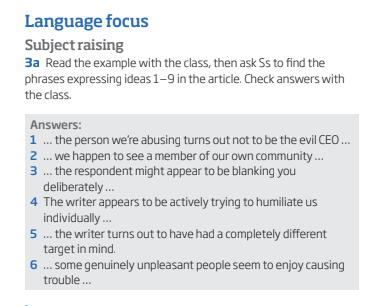 Language focus
Subject raising
3a Read the example with the class, then ask Ss to find the
phrases expressing ideas 1–9 in the article. Check answers with
the class.
Answers:
1 ... the person we're abusing turns out not to be the evil CEO ...
2 ... we happen to see a member of our own community ...
3 ... the respondent might appear to be blanking you
deliberately ...
4 The writer appears to be actively trying to humiliate us
individually ...
5 ... the writer turns out to have had a completely different
target in mind.
6 ... some genuinely unpleasant people seem to enjoy causing
trouble ...